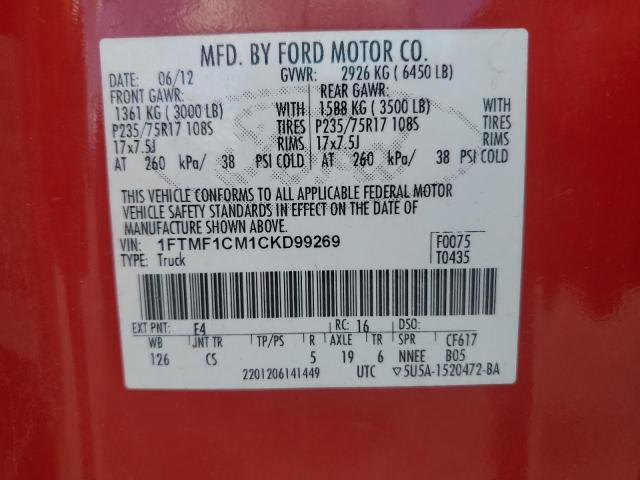 MFD. BY FORD MOTOR CO.
DATE: 06/12 GVWR: 2926 KG ( 6450 LB)
FRONT GAWR: REAR GAWR:
1361 KG ( 3000 LB) WITH 1588 KG ( 3500 LB) WITH
P235/75R17 108S TIRES P235/75R17 108S TIRES
17x7.5J RIMS 17x7.5J RIMS
AT 260 kPa/ 38 PSI COLD AT 260 kPa/ 38 PSI COLD
THIS VEHICLE CONFORMS TO ALL APPLICABLE FEDERAL MOTOR
VEHICLE SAFETY STANDARDS IN EFFECT ON THE DATE OF
MANUFACTURE SHOWN ABOVE.
VIN: 1FTMF1CM1CKD99269 F0075
TYPE: Truck T0435
EXT PNT: F4 RC: 16 DSO:
WB INT TR TP/PS R AXLE TR SPR CF617
126 CS 5 19 6 NNEE B05
2201206141449 UTC ▽5U5A-1520472-BA